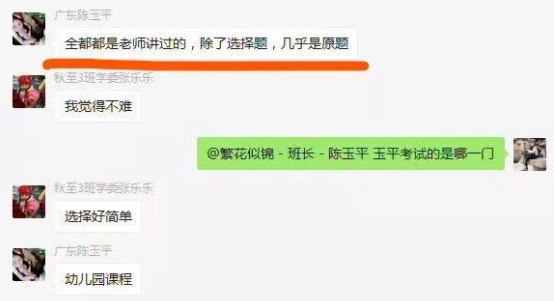 广东陈玉平
全都都是老师讲过的，除了选择题，几乎是原题
秋至3班学委张乐乐
我觉得不难
@繁花似锦 - 班长 - 陈玉平 玉平考试的是哪一门
秋至3班学委张乐乐
选择好简单
广东陈玉平
幼儿园课程